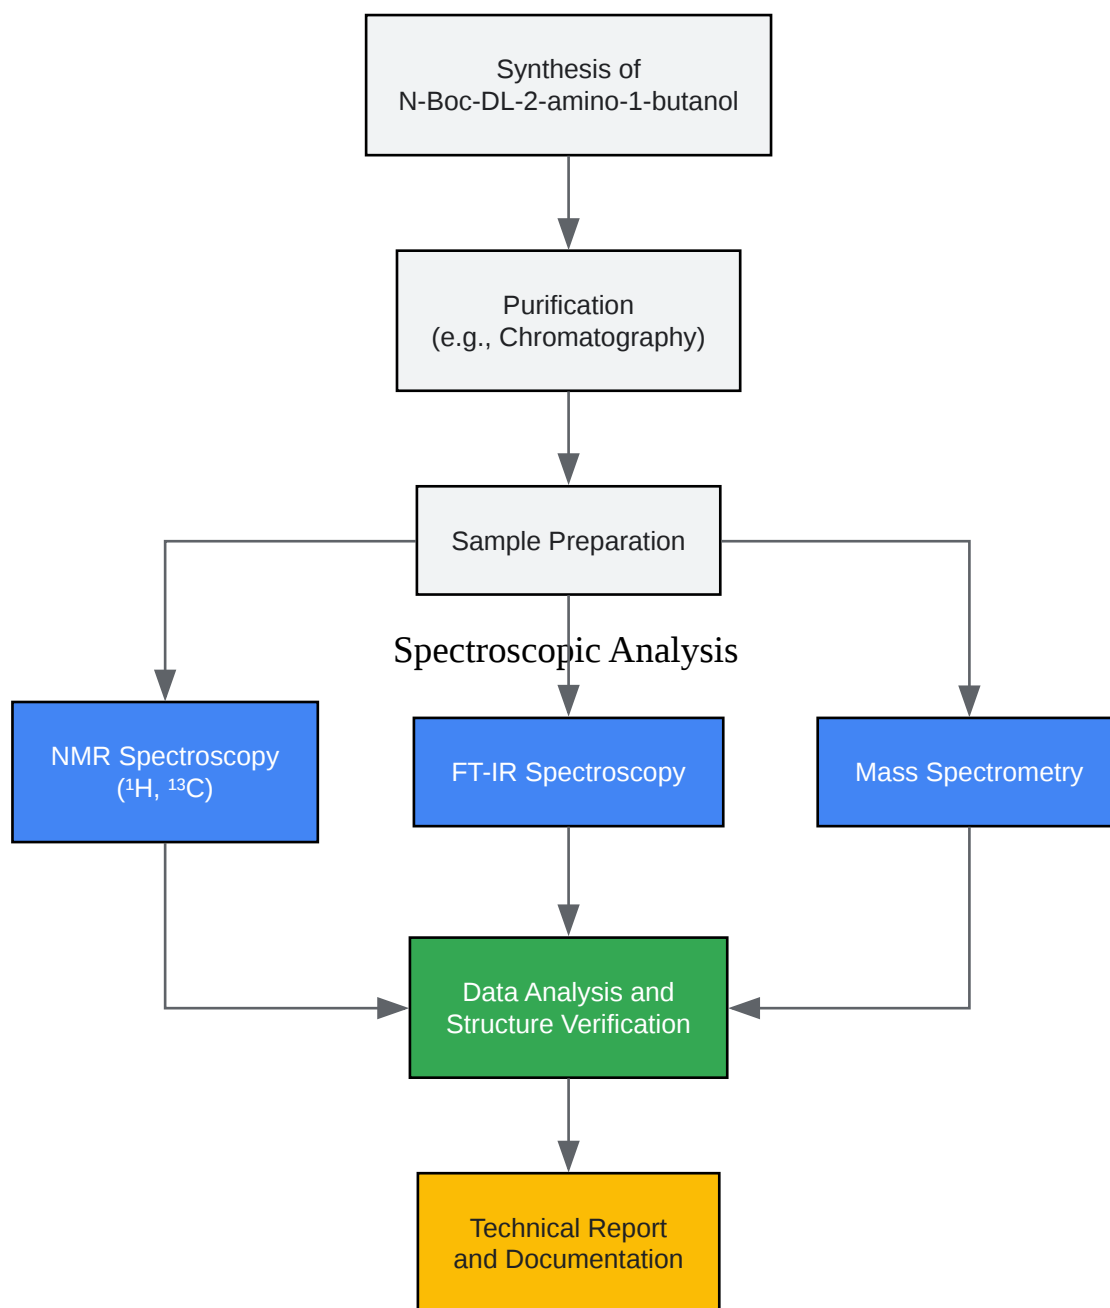 Synthesis of
N-Boc-DL-2-amino-1-butanol
Purification
(e.g., Chromatography)
Sample Preparation
Spectroscopic Analysis
NMR Spectroscopy
(¹H, ¹³C)
FT-IR Spectroscopy
Mass Spectrometry
Data Analysis and
Structure Verification
Technical Report
and Documentation